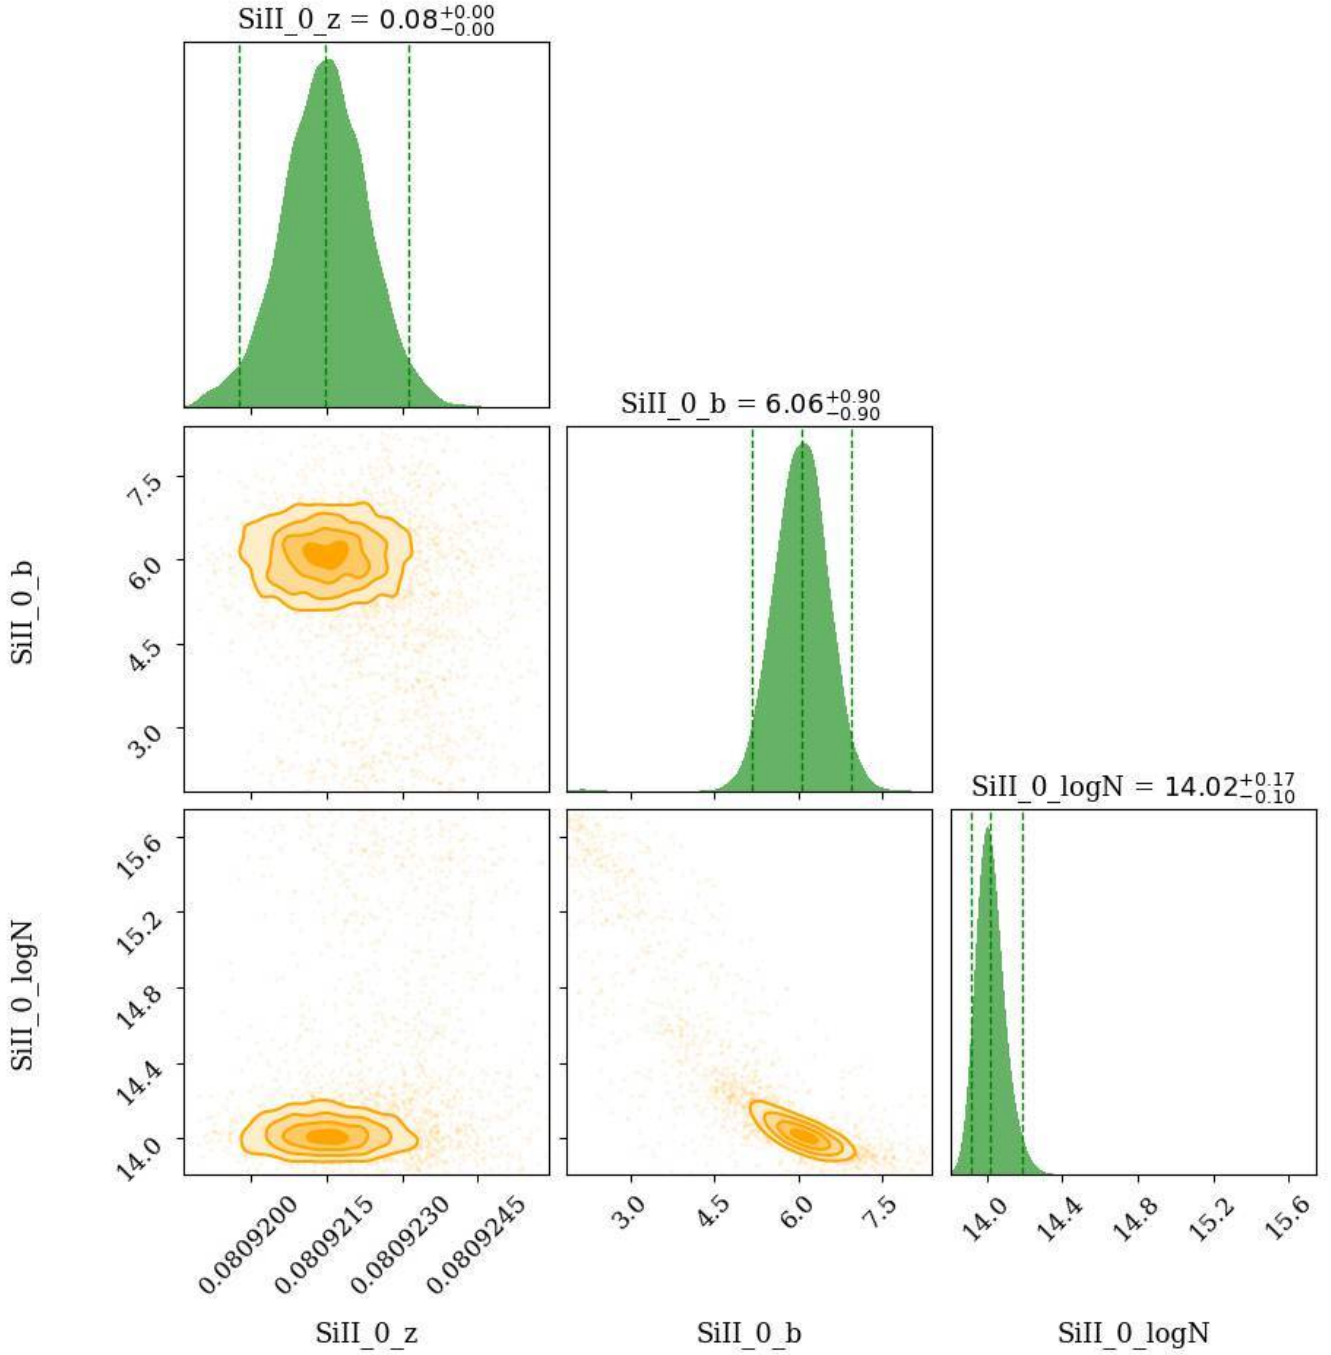 SiII_0_z = 0.08+0.00−0.00
SiII_0_b = 6.06+0.90−0.90
SiII_0_logN = 14.02+0.17−0.10
SiII_0_b
7.5
6.0
4.5
3.0
SiII_0_logN
15.6
15.2
14.8
14.4
14.0
0.0809200
0.0809215
0.0809230
0.0809245
3.0
4.5
6.0
7.5
14.0
14.4
14.8
15.2
15.6
SiII_0_z
SiII_0_b
SiII_0_logN